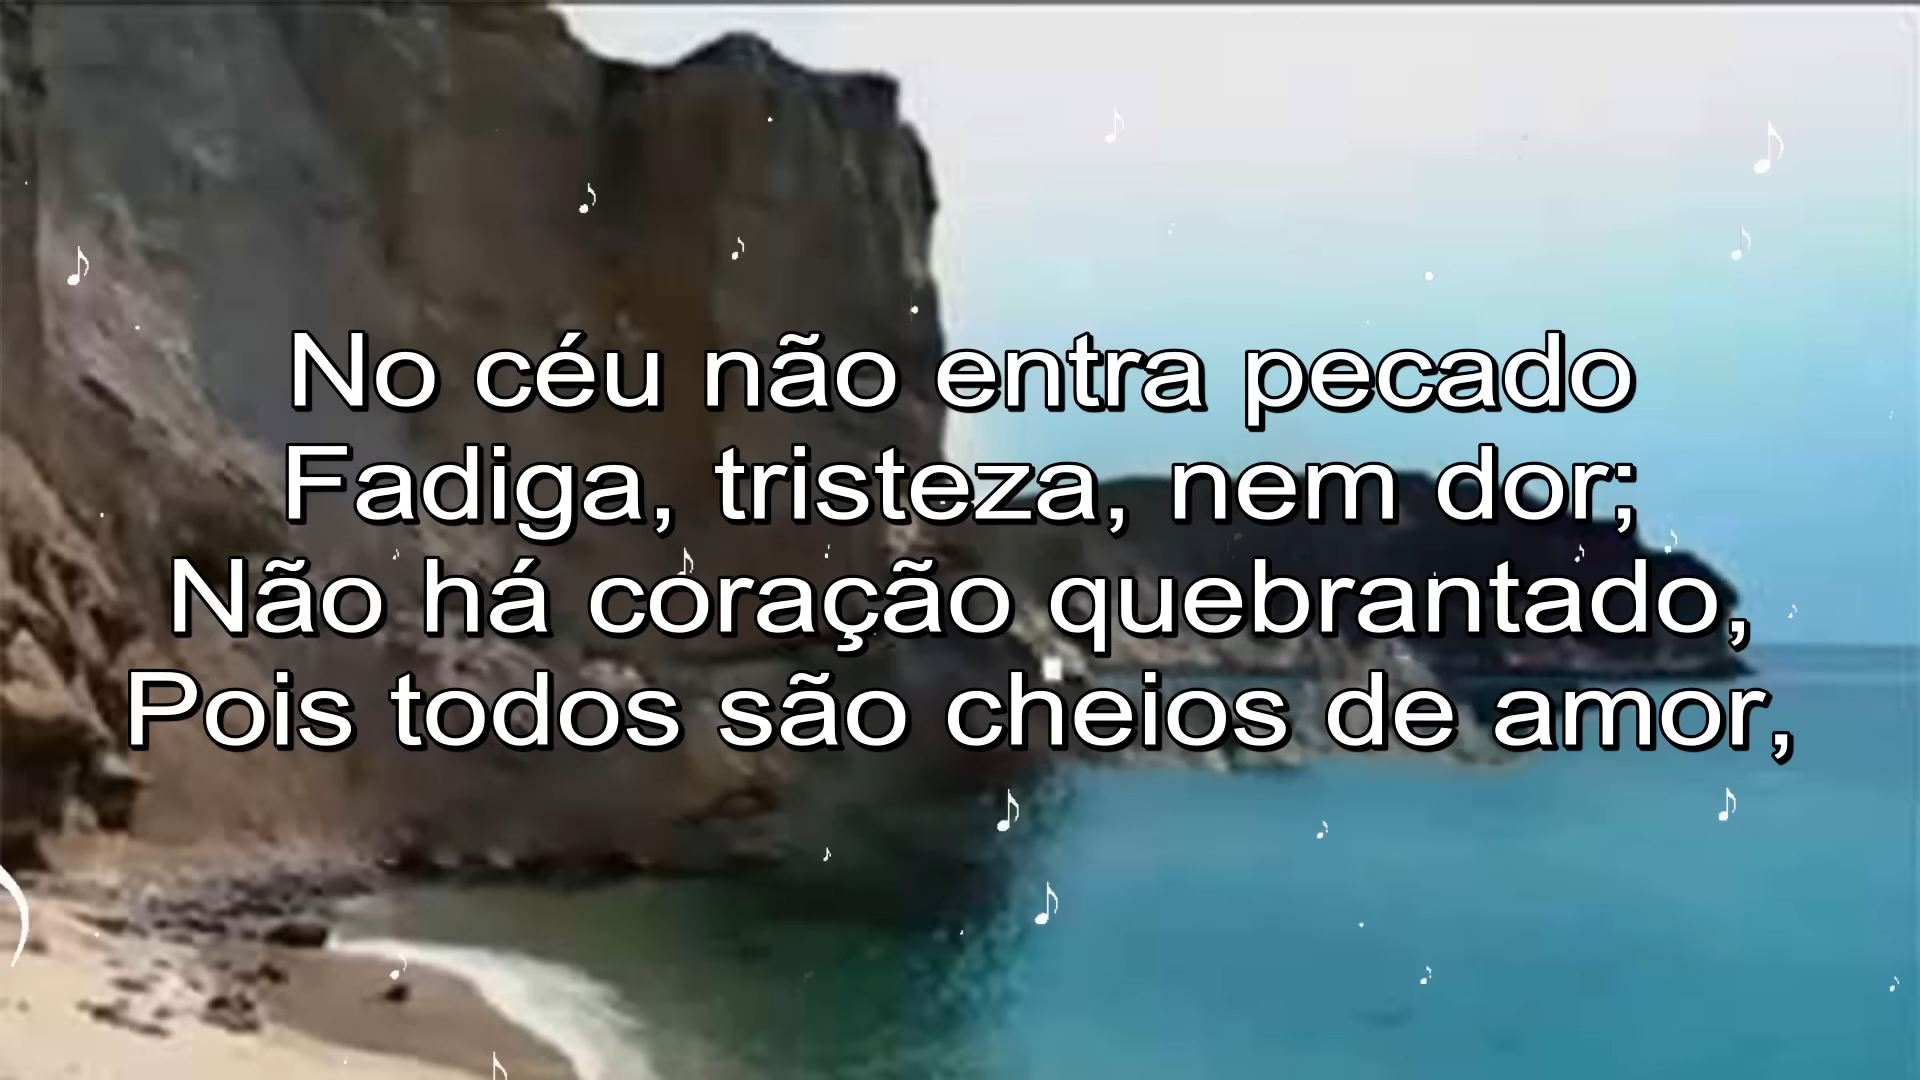 No céu não entra pecado
Fadiga, tristeza, nem dor;
Não há coração quebrantado,
Pois todos são cheios de amor,